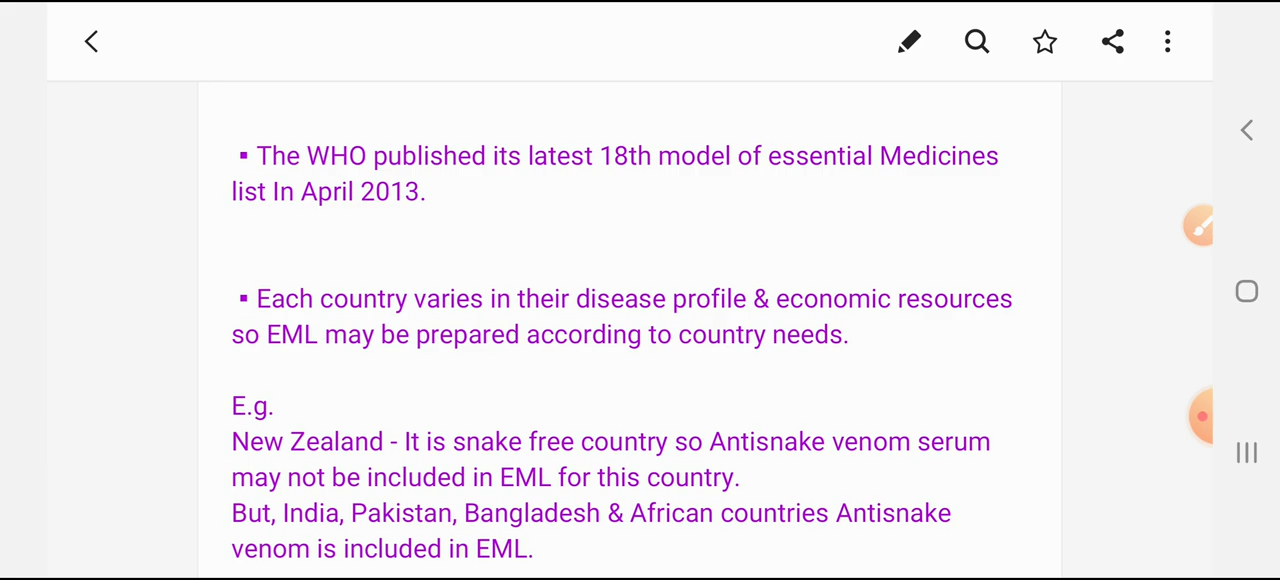 ▪ The WHO published its latest 18th model of essential Medicines
list In April 2013.
▪ Each country varies in their disease profile & economic resources
so EML may be prepared according to country needs.
E.g.
New Zealand - It is snake free country so Antisnake venom serum
may not be included in EML for this country.
But, India, Pakistan, Bangladesh & African countries Antisnake
venom is included in EML.